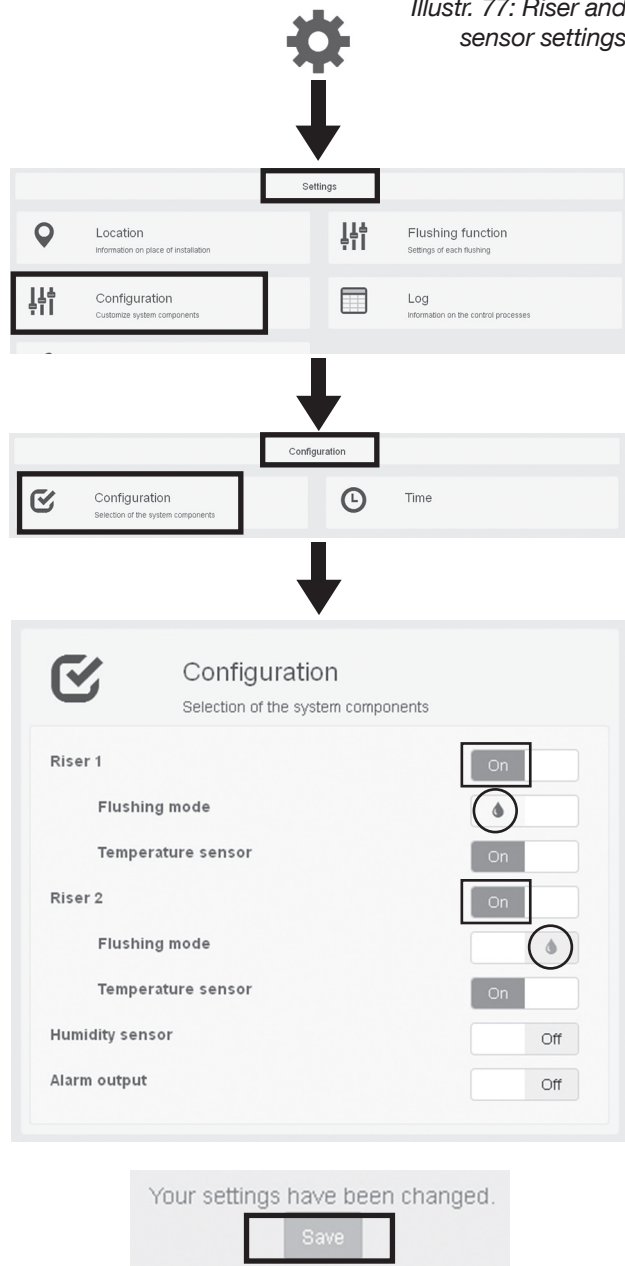 Illustr. 77: Riser and
sensor settings
Settings
Location
Information on place of installation
Flushing function
Settings of each flushing
Configuration
Customize system components
Log
Information on the control processes
Configuration
Configuration
Selection of the system components
Time
Configuration
Selection of the system components
Riser 1 On
Flushing mode
Temperature sensor On
Riser 2 On
Flushing mode
Temperature sensor On
Humidity sensor Off
Alarm output Off
Your settings have been changed.
Save